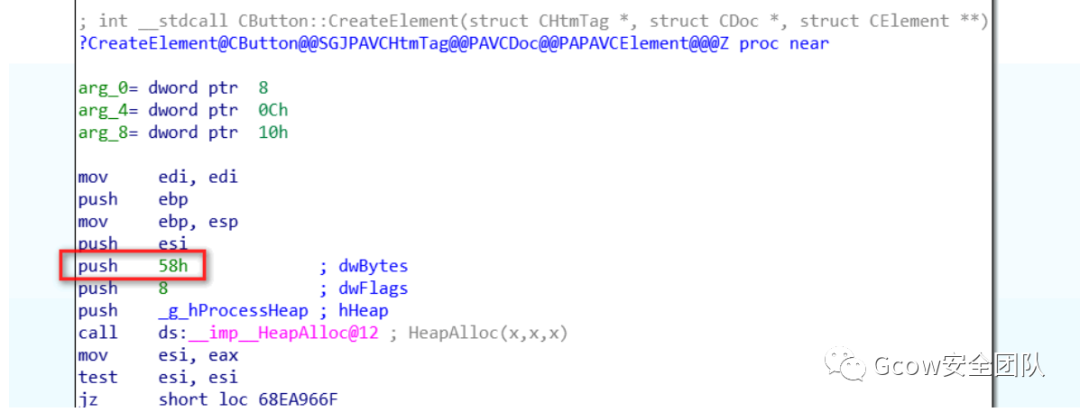 ; int __stdcall CButton::CreateElement(struct CHtmTag *, struct CDoc *, struct CElement **)
?CreateElement@CButton@@SGJPAVCHtmTag@@PAVCDoc@@PAPAVCElement@@@Z proc near
arg_0= dword ptr  8
arg_4= dword ptr  0Ch
arg_8= dword ptr  10h
mov     edi, edi
push    ebp
mov     ebp, esp
push    esi
push    58h             ; dwBytes
push    8               ; dwFlags
push    _g_hProcessHeap ; hHeap
call    ds:__imp__HeapAlloc@12 ; HeapAlloc(x,x,x)
mov     esi, eax
test    esi, esi
jz      short loc_68EA966F
Gcow安全团队